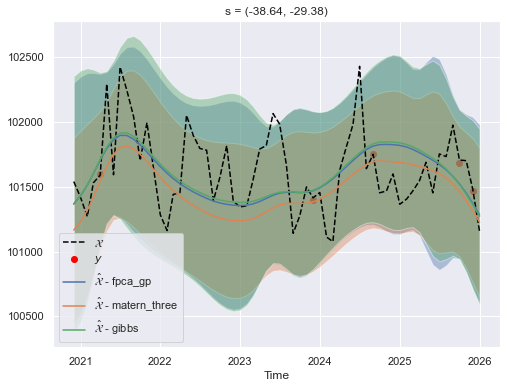 s = (-38.64, -29.38)
102500
102000
101500
101000
100500
𝒳
y
𝒳̂ - fpca_gp
𝒳̂ - matern_three
𝒳̂ - gibbs
2021 2022 2023 2024 2025 2026
Time